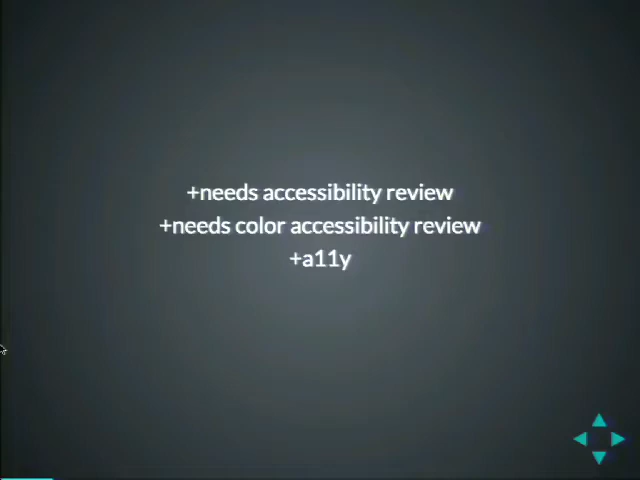 +needs accessibility review
+needs color accessibility review
+a11y